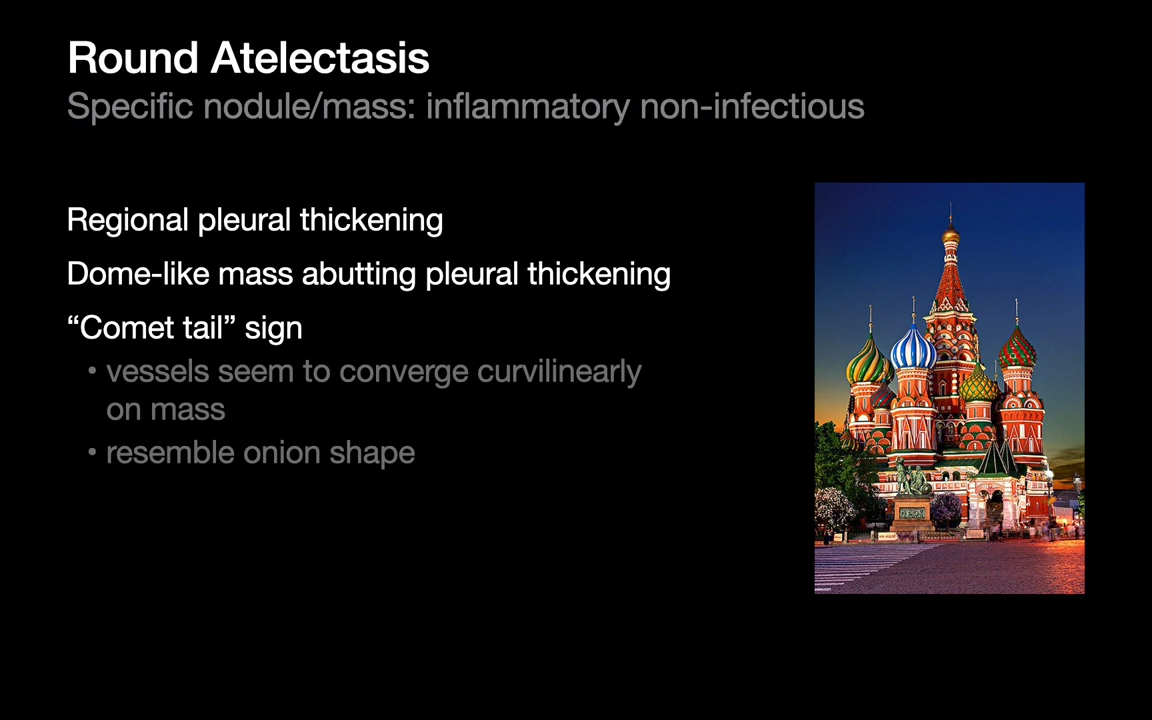 Round Atelectasis
Specific nodule/mass: inflammatory non-infectious
Regional pleural thickening
Dome-like mass abutting pleural thickening
“Comet tail” sign
• vessels seem to converge curvilinearly
on mass
• resemble onion shape